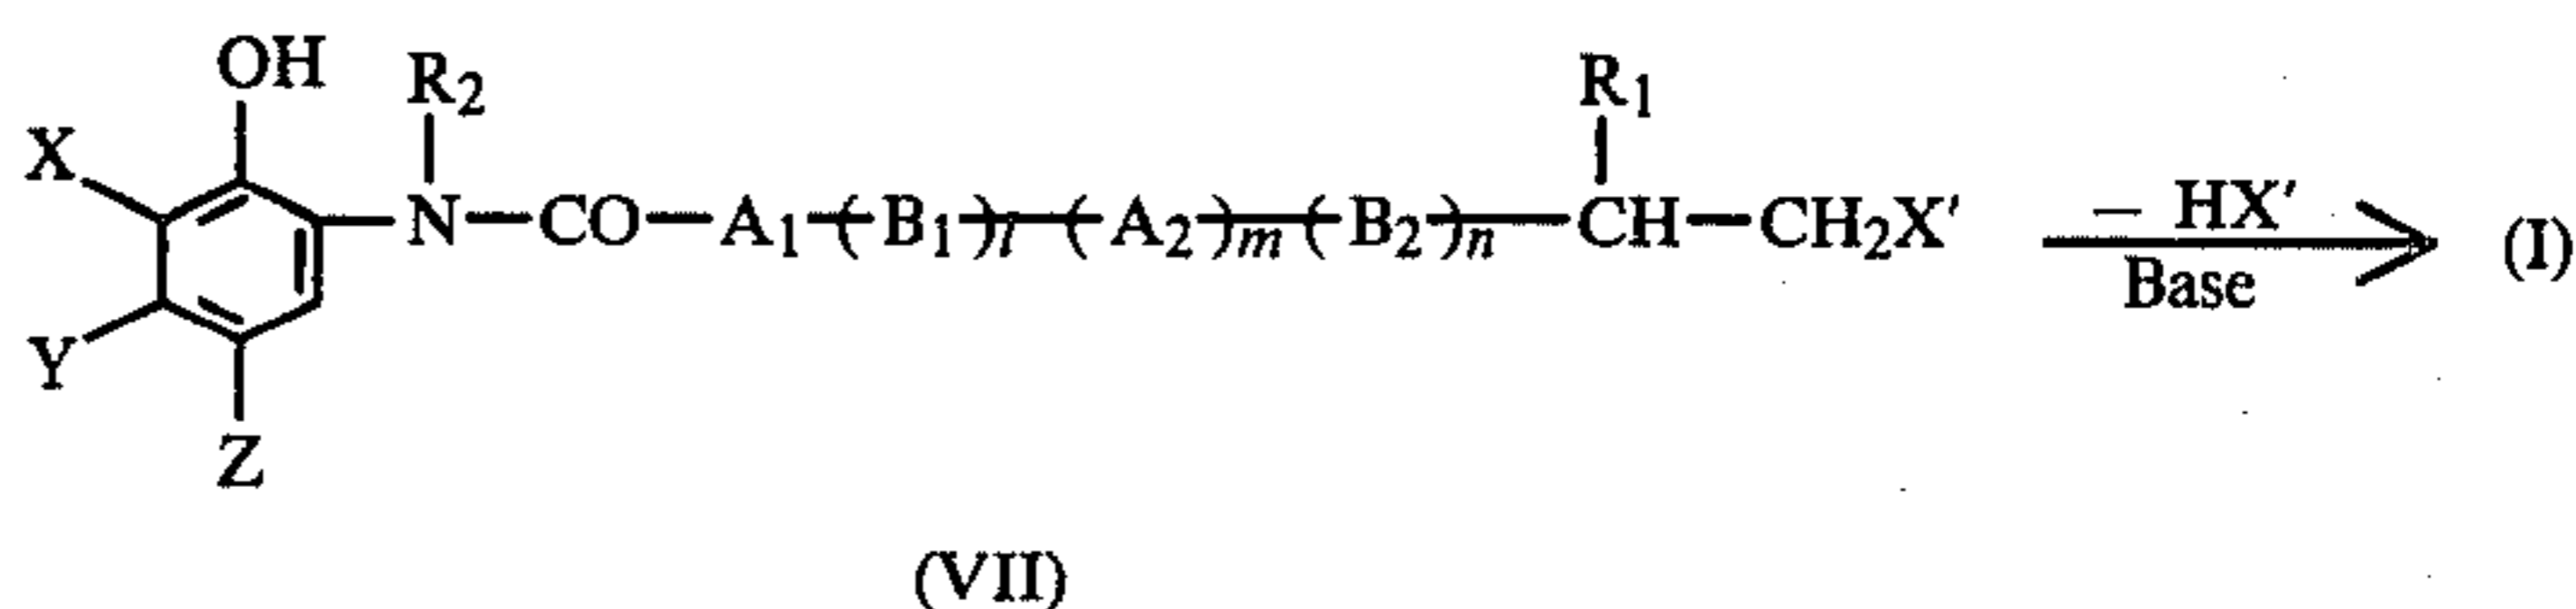 OH R₂ R₁
X N—CO—A₁—(B₁)l—(A₂)m—(B₂)n—CH—CH₂X′ − HX′ (I)
Base
Y
Z
(VII)